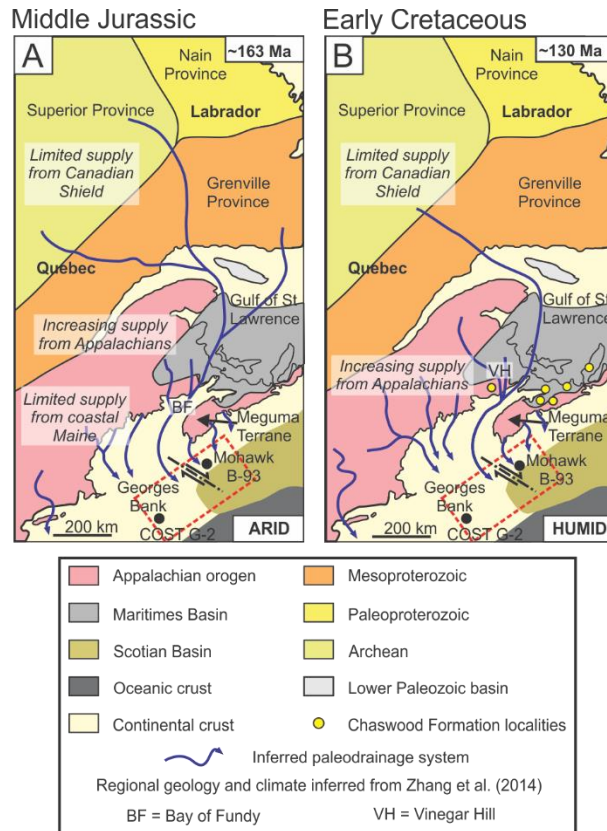 Middle Jurassic
Early Cretaceous
A
~163 Ma
Nain
Province
Superior Province
Labrador
Limited supply
from Canadian
Shield
Grenville
Province
Quebec
Gulf of St
Lawrence
Increasing supply
from Appalachians
BF
Limited supply
from coastal
Maine
Meguma
Terrane
Mohawk
B-93
Georges
Bank
COST G-2
200 km
ARID
B
~130 Ma
Nain
Province
Superior Province
Labrador
Limited supply
from Canadian
Shield
Grenville
Province
Quebec
Gulf of St
Lawrence
VH
Increasing supply
from Appalachians
Meguma
Terrane
Mohawk
B-93
Georges
Bank
COST G-2
200 km
HUMID
Appalachian orogen
Mesoproterozoic
Maritimes Basin
Paleoproterozoic
Scotian Basin
Archean
Oceanic crust
Lower Paleozoic basin
Continental crust
Chaswood Formation localities
Inferred paleodrainage system
Regional geology and climate inferred from Zhang et al. (2014)
BF = Bay of Fundy
VH = Vinegar Hill